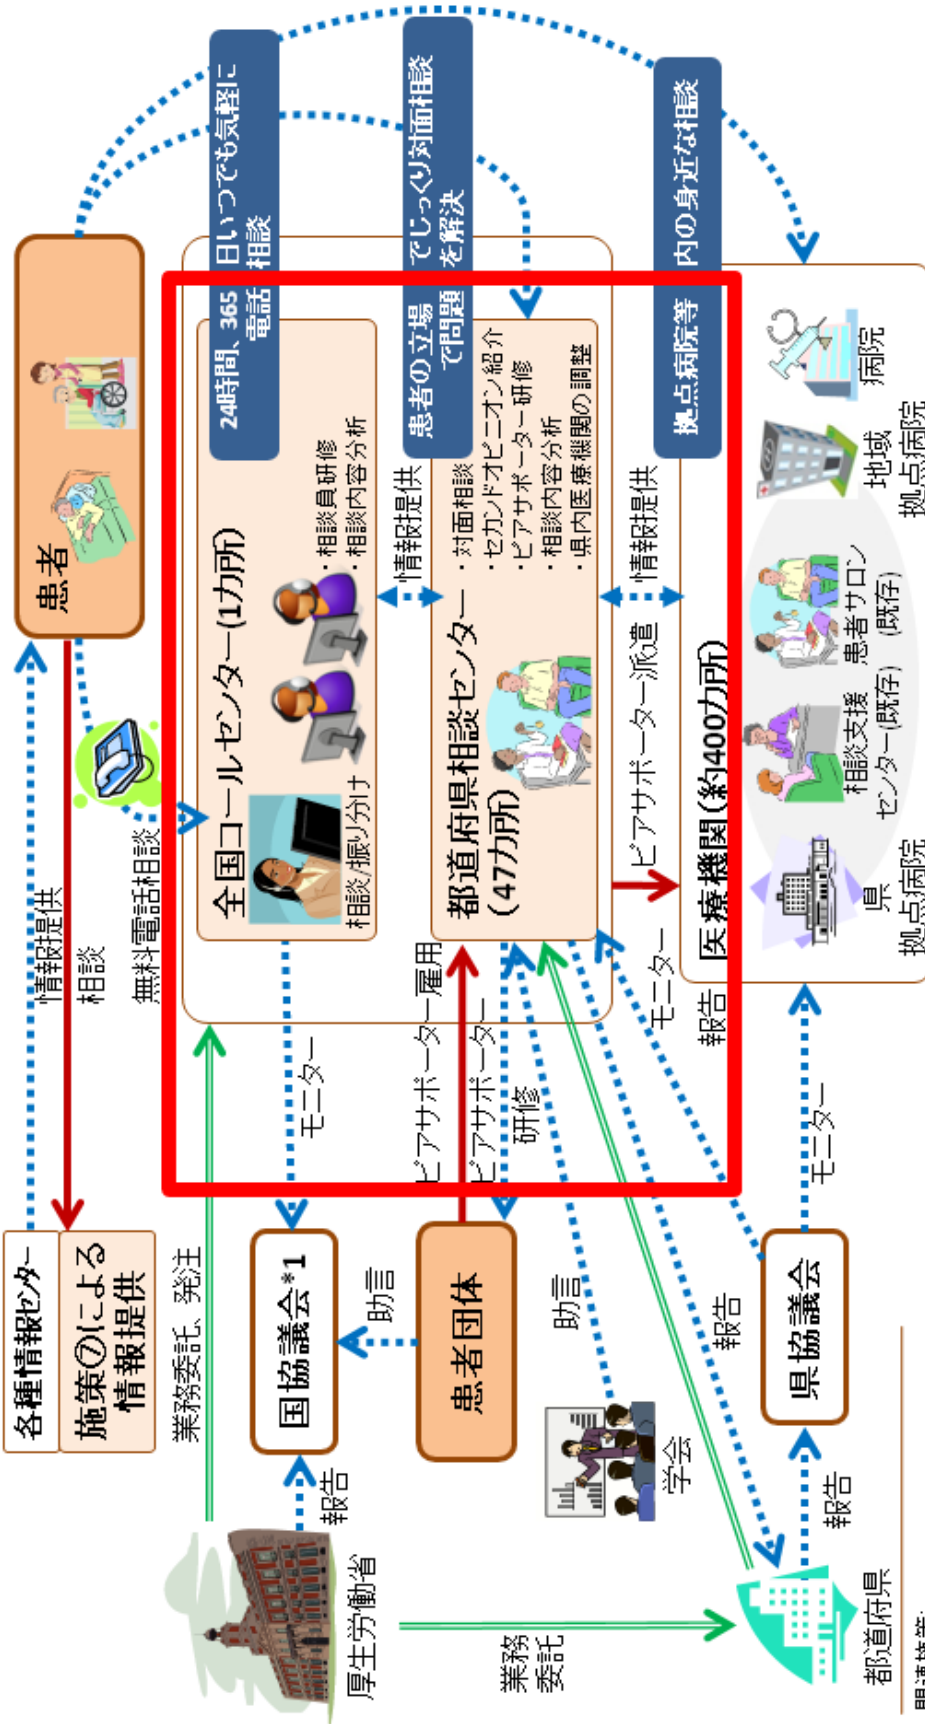 各種情報センター
施策⑦による
情報提供
情報提供
相談
患者
無料電話相談
24時間、365日いつでも気軽に
電話相談
業務委託、発注
全国コールセンター(1カ所)
相談/振り分け
・相談員研修
・相談内容分析
厚生労働省
報告
国協議会*1
モニター
助言
情報提供
患者の立場でじっくり対面相談
で問題を解決
患者団体
ピアサポーター雇用
ピアサポーター
研修
都道府県相談センター
(47カ所)
・対面相談
・セカンドオピニオン紹介
・ピアサポーター研修
・相談内容分析
・県内医療機関の調整
学会
助言
業務
委託
ピアサポーター派遣
情報提供
モニター
報告
報告
拠点病院等内の身近な相談
医療機関(約400カ所)
都道府県
報告
県協議会
モニター
県
拠点病院
相談支援
センター(既存)
患者サロン
(既存)
地域
拠点病院
病院